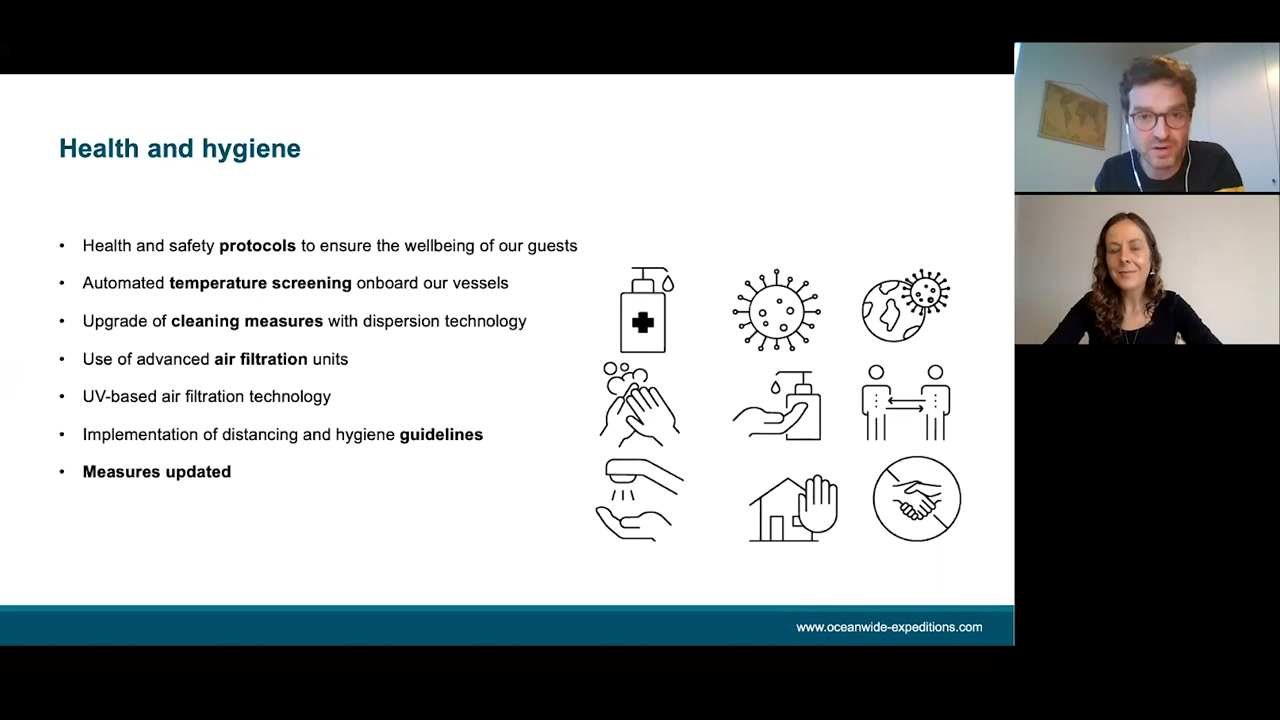 Health and hygiene
• Health and safety protocols to ensure the wellbeing of our guests
• Automated temperature screening onboard our vessels
• Upgrade of cleaning measures with dispersion technology
• Use of advanced air filtration units
• UV-based air filtration technology
• Implementation of distancing and hygiene guidelines
• Measures updated
www.oceanwide-expeditions.com